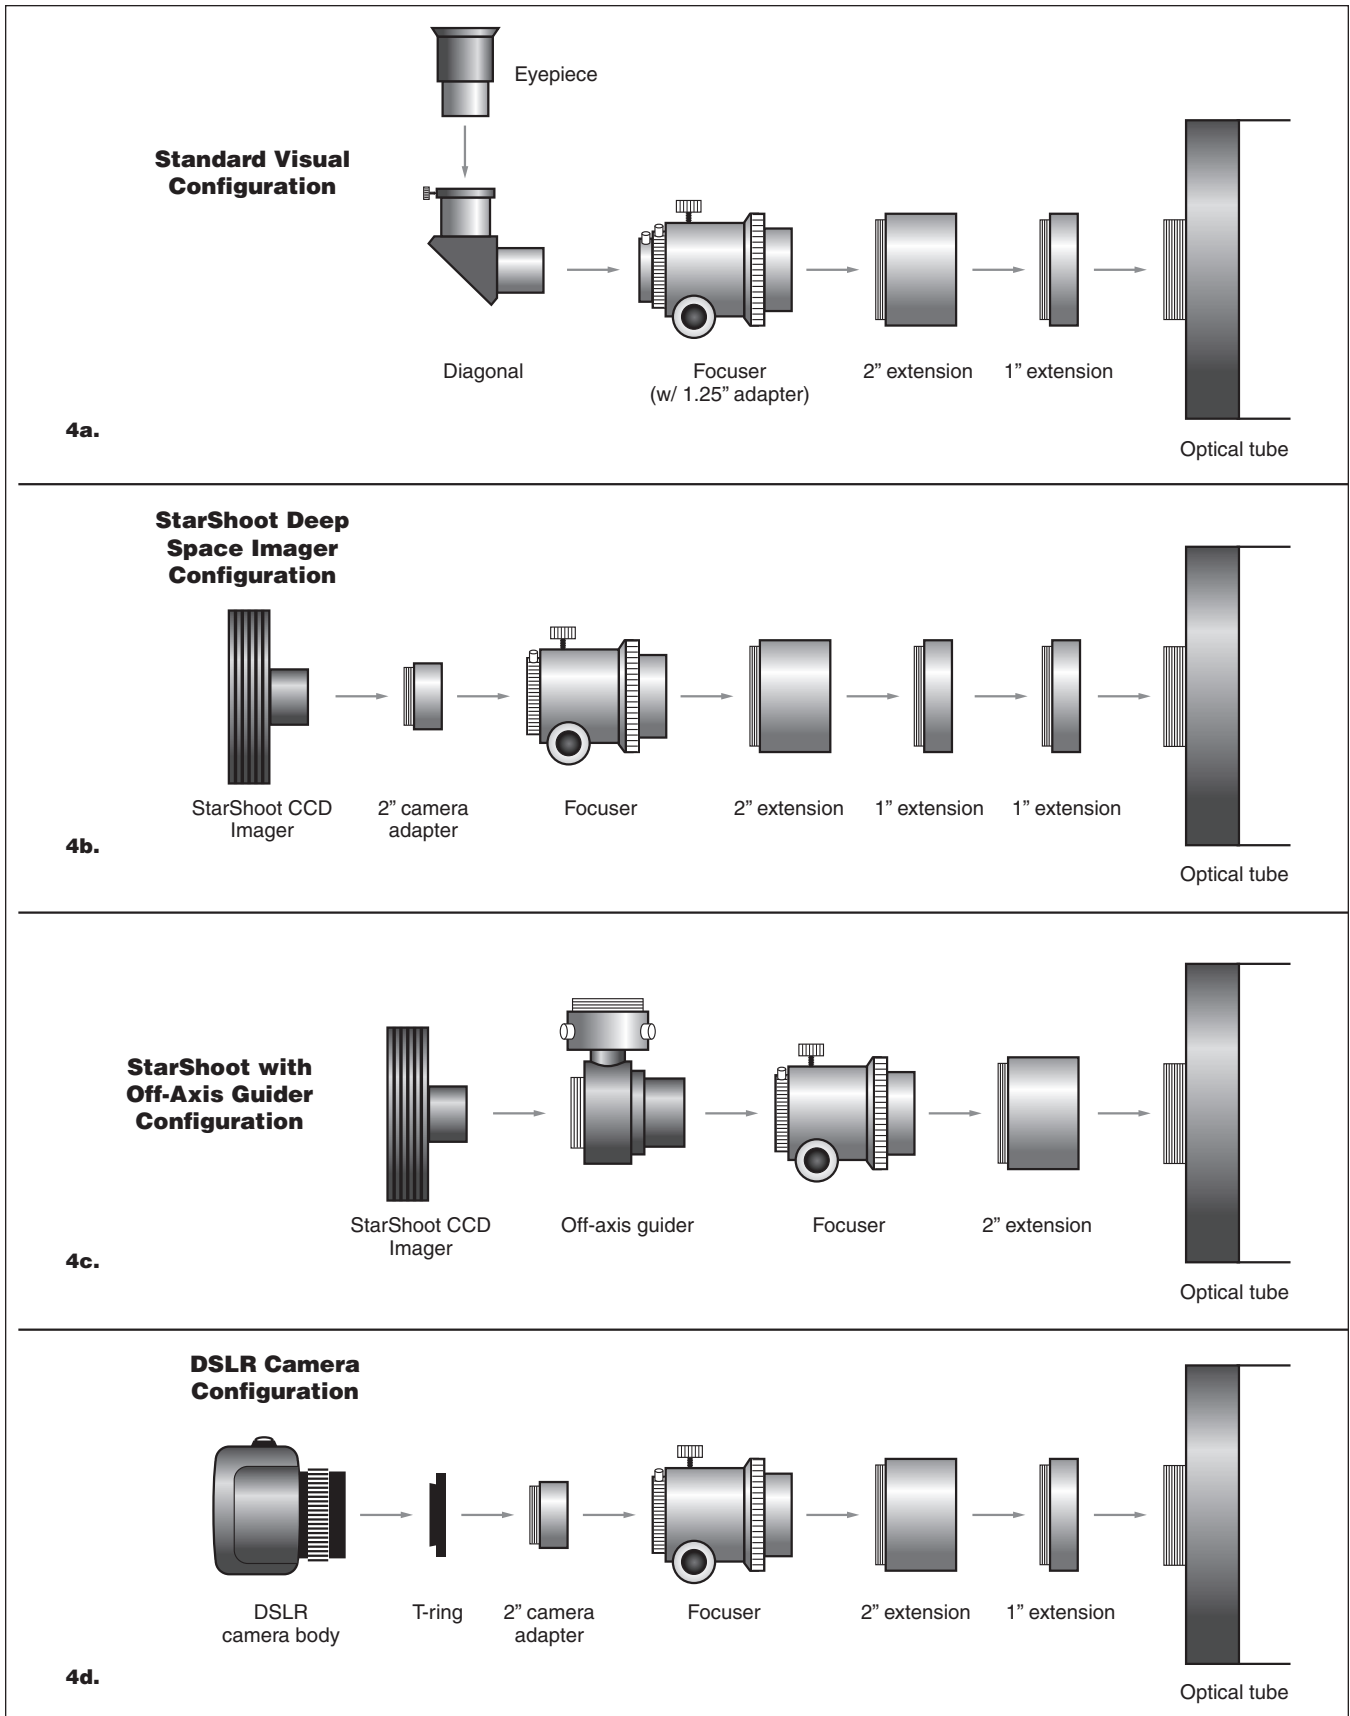 Eyepiece
Standard Visual
Configuration
Diagonal
Focuser
(w/ 1.25” adapter)
2” extension
1” extension
4a.
Optical tube
StarShoot Deep
Space Imager
Configuration
StarShoot CCD
Imager
2” camera
adapter
Focuser
2” extension
1” extension
1” extension
4b.
Optical tube
StarShoot with
Off-Axis Guider
Configuration
StarShoot CCD
Imager
Off-axis guider
Focuser
2” extension
4c.
Optical tube
DSLR Camera
Configuration
DSLR
camera body
T-ring
2” camera
adapter
Focuser
2” extension
1” extension
4d.
Optical tube